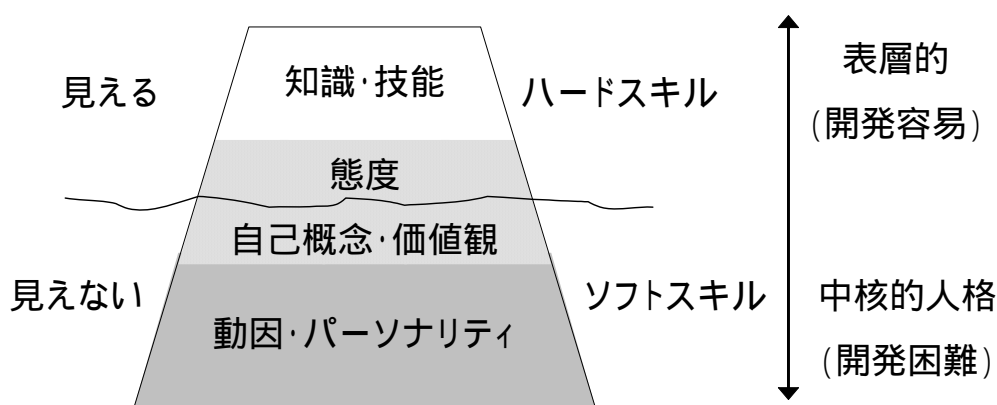 見える
知識・技能
ハードスキル
表層的
(開発容易)
態度
自己概念・価値観
見えない
動因・パーソナリティ
ソフトスキル
中核的人格
(開発困難)